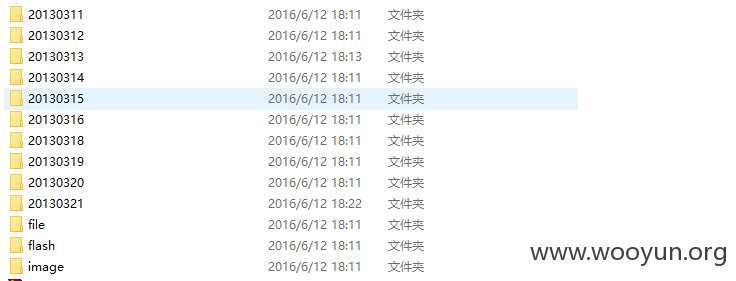 20130311 2016/6/12 18:11 文件夹
20130312 2016/6/12 18:11 文件夹
20130313 2016/6/12 18:13 文件夹
20130314 2016/6/12 18:11 文件夹
20130315 2016/6/12 18:11 文件夹
20130316 2016/6/12 18:11 文件夹
20130318 2016/6/12 18:11 文件夹
20130319 2016/6/12 18:11 文件夹
20130320 2016/6/12 18:11 文件夹
20130321 2016/6/12 18:22 文件夹
file 2016/6/12 18:11 文件夹
flash 2016/6/12 18:11 文件夹
image 2016/6/12 18:11 文件夹
www.wooyun.org